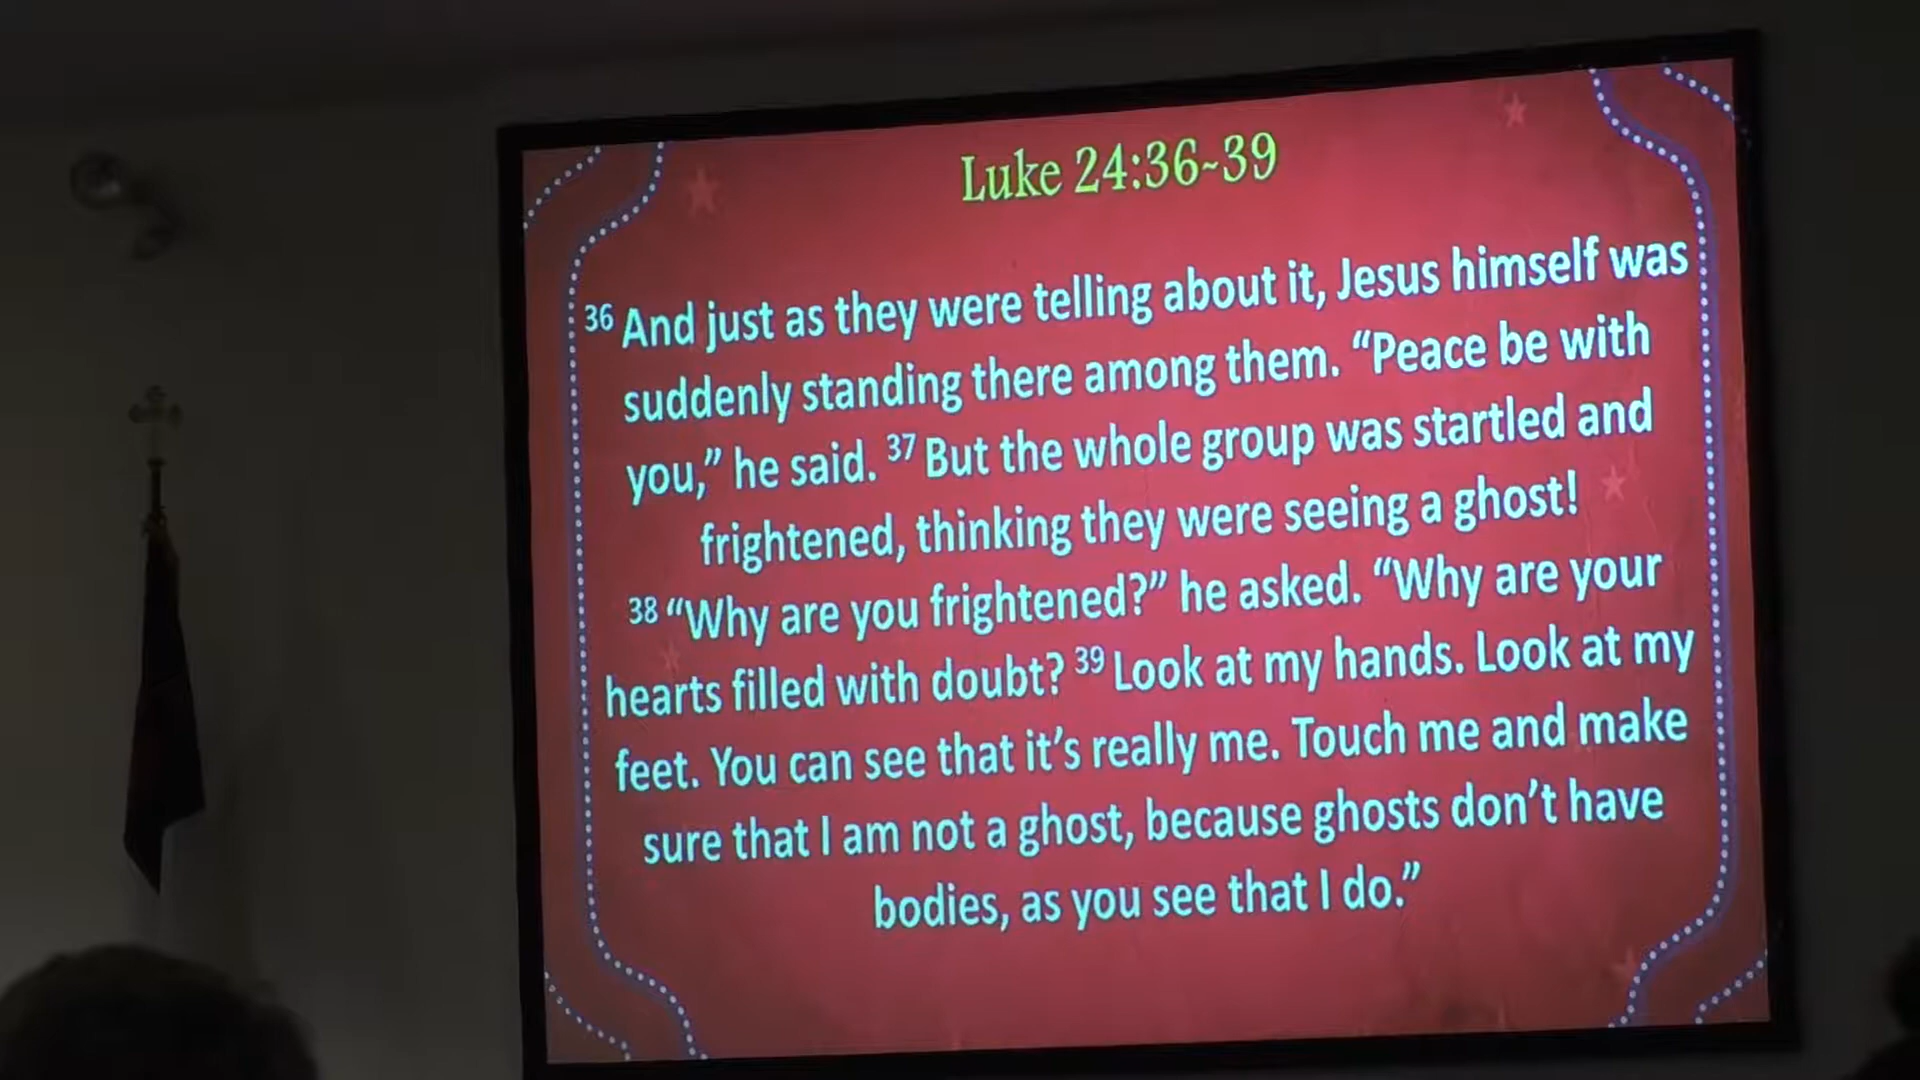 Luke 24:36-39
36 And just as they were telling about it, Jesus himself was
suddenly standing there among them. “Peace be with
you,” he said. 37 But the whole group was startled and
frightened, thinking they were seeing a ghost!
38 “Why are you frightened?” he asked. “Why are your
hearts filled with doubt? 39 Look at my hands. Look at my
feet. You can see that it’s really me. Touch me and make
sure that I am not a ghost, because ghosts don’t have
bodies, as you see that I do.”